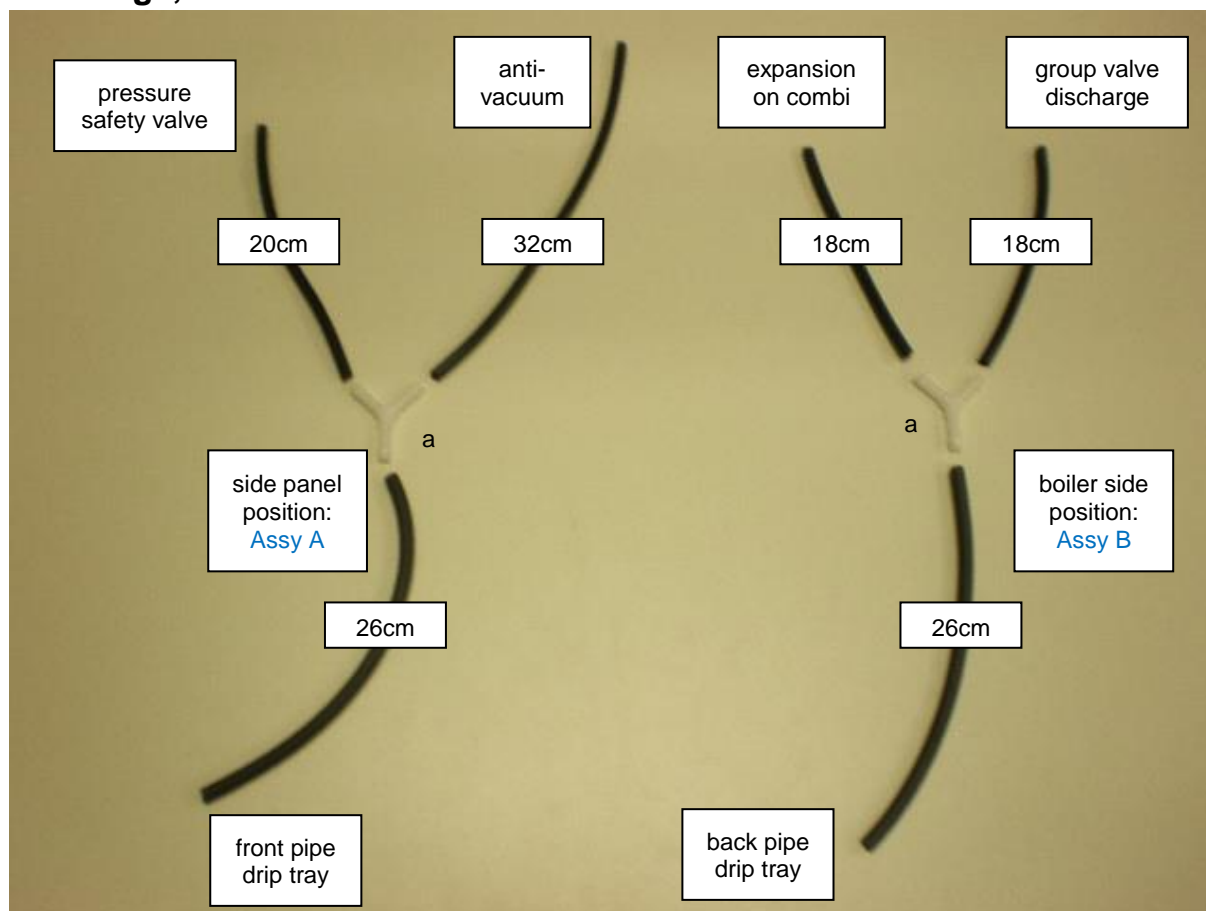 pressure
safety valve
anti-
vacuum
expansion
on combi
group valve
discharge
20cm
32cm
18cm
18cm
a
a
side panel
position:
Assy A
boiler side
position:
Assy B
26cm
26cm
front pipe
drip tray
back pipe
drip tray